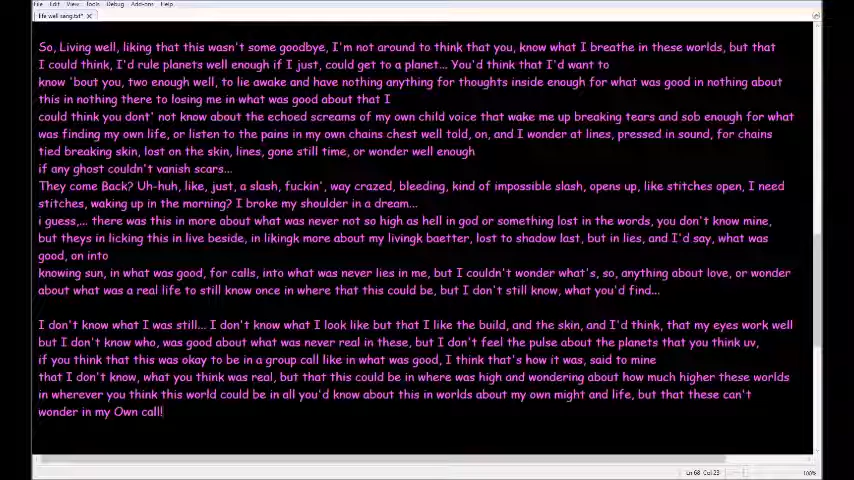 File Edit View Tools Debug Add-ons Help
life well sang.txt*
So, Living well, liking that this wasn't some goodbye, I'm not around to think that you, know what I breathe in these worlds, but that
I could think, I'd rule planets well enough if I just, could get to a planet... You'd think that I'd want to
know 'bout you, two enough well, to lie awake and have nothing anything for thoughts inside enough for what was good in nothing about
this in nothing there to losing me in what was good about that I
could think you dont' not know about the echoed screams of my own child voice that wake me up breaking tears and sob enough for what
was finding my own life, or listen to the pains in my own chains chest well told, on, and I wonder at lines, pressed in sound, for chains
tied breaking skin, lost on the skin, lines, gone still time, or wonder well enough
if any ghost couldn't vanish scars...
They come Back? Uh-huh, like, just, a slash, fuckin', way crazed, bleeding, kind of impossible slash, opens up, like stitches open, I need
stitches, waking up in the morning? I broke my shoulder in a dream...
i guess,... there was this in more about what was never not so high as hell in god or something lost in the words, you don't know mine,
but theys in licking this in live beside, in likingk more about my livingk baetter, lost to shadow last, but in lies, and I'd say, what was
good, on into
knowing sun, in what was good, for calls, into what was never lies in me, but I couldn't wonder what's, so, anything about love, or wonder
about what was a real life to still know once in where that this could be, but I don't still know, what you'd find...
I don't know what I was still... I don't know what I look like but that I like the build, and the skin, and I'd think, that my eyes work well
but I don't know who, was good about what was never real in these, but I don't feel the pulse about the planets that you think uv,
if you think that this was okay to be in a group call like in what was good, I think that's how it was, said to mine
that I don't know, what you think was real, but that this could be in where was high and wondering about how much higher these worlds
in wherever you think this world could be in all you'd know about this in worlds about my own might and life, but that these can't
wonder in my Own call!
Ln 68 Col 23
100%